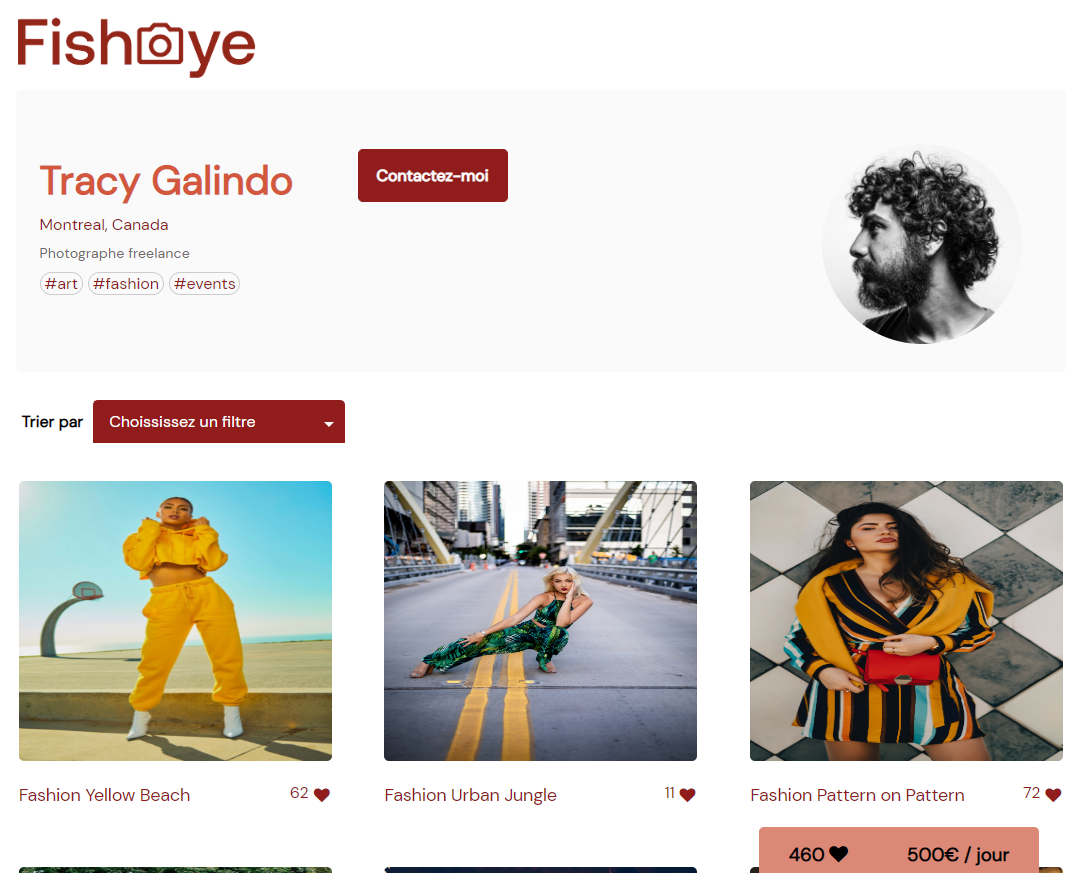 Fisheye
Tracy Galindo
Contactez-moi
Montreal, Canada
Photographe freelance
#art #fashion #events
Trier par
Choississez un filtre
Fashion Yellow Beach 62
Fashion Urban Jungle 11
Fashion Pattern on Pattern 72
460 500€ / jour